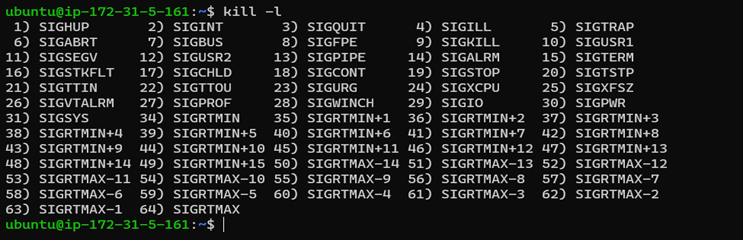 ubuntu@ip-172-31-5-161:~$ kill -l
 1) SIGHUP       2) SIGINT       3) SIGQUIT      4) SIGILL       5) SIGTRAP
 6) SIGABRT      7) SIGBUS       8) SIGFPE       9) SIGKILL     10) SIGUSR1
11) SIGSEGV     12) SIGUSR2     13) SIGPIPE     14) SIGALRM     15) SIGTERM
16) SIGSTKFLT   17) SIGCHLD     18) SIGCONT     19) SIGSTOP     20) SIGTSTP
21) SIGTTIN     22) SIGTTOU     23) SIGURG      24) SIGXCPU     25) SIGXFSZ
26) SIGVTALRM   27) SIGPROF     28) SIGWINCH    29) SIGIO       30) SIGPWR
31) SIGSYS      34) SIGRTMIN    35) SIGRTMIN+1  36) SIGRTMIN+2  37) SIGRTMIN+3
38) SIGRTMIN+4  39) SIGRTMIN+5  40) SIGRTMIN+6  41) SIGRTMIN+7  42) SIGRTMIN+8
43) SIGRTMIN+9  44) SIGRTMIN+10 45) SIGRTMIN+11 46) SIGRTMIN+12 47) SIGRTMIN+13
48) SIGRTMIN+14 49) SIGRTMIN+15 50) SIGRTMAX-14 51) SIGRTMAX-13 52) SIGRTMAX-12
53) SIGRTMAX-11 54) SIGRTMAX-10 55) SIGRTMAX-9  56) SIGRTMAX-8  57) SIGRTMAX-7
58) SIGRTMAX-6  59) SIGRTMAX-5  60) SIGRTMAX-4  61) SIGRTMAX-3  62) SIGRTMAX-2
63) SIGRTMAX-1  64) SIGRTMAX
ubuntu@ip-172-31-5-161:~$